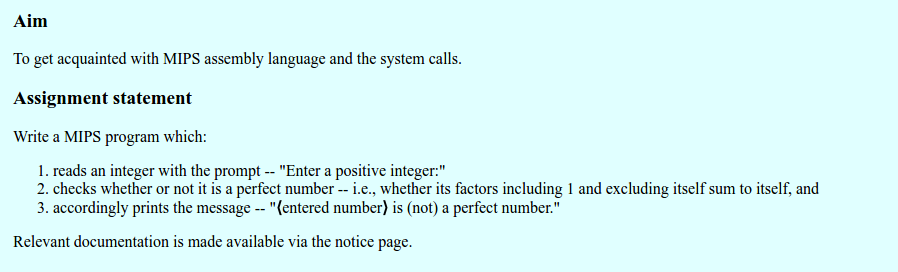 Aim
To get acquainted with MIPS assembly language and the system calls.
Assignment statement
Write a MIPS program which:
1. reads an integer with the prompt -- "Enter a positive integer:"
2. checks whether or not it is a perfect number -- i.e., whether its factors including 1 and excluding itself sum to itself, and
3. accordingly prints the message -- "⟨entered number⟩ is (not) a perfect number."
Relevant documentation is made available via the notice page.